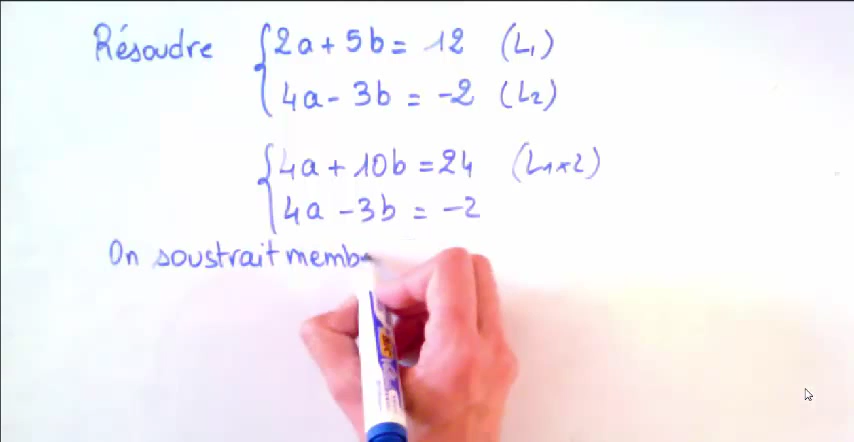 Résoudre { 2a + 5b = 12 (L₁)
4a - 3b = -2 (L₂)
{ 4a + 10b = 24 (L₁×2)
4a - 3b = -2
On soustrait memb